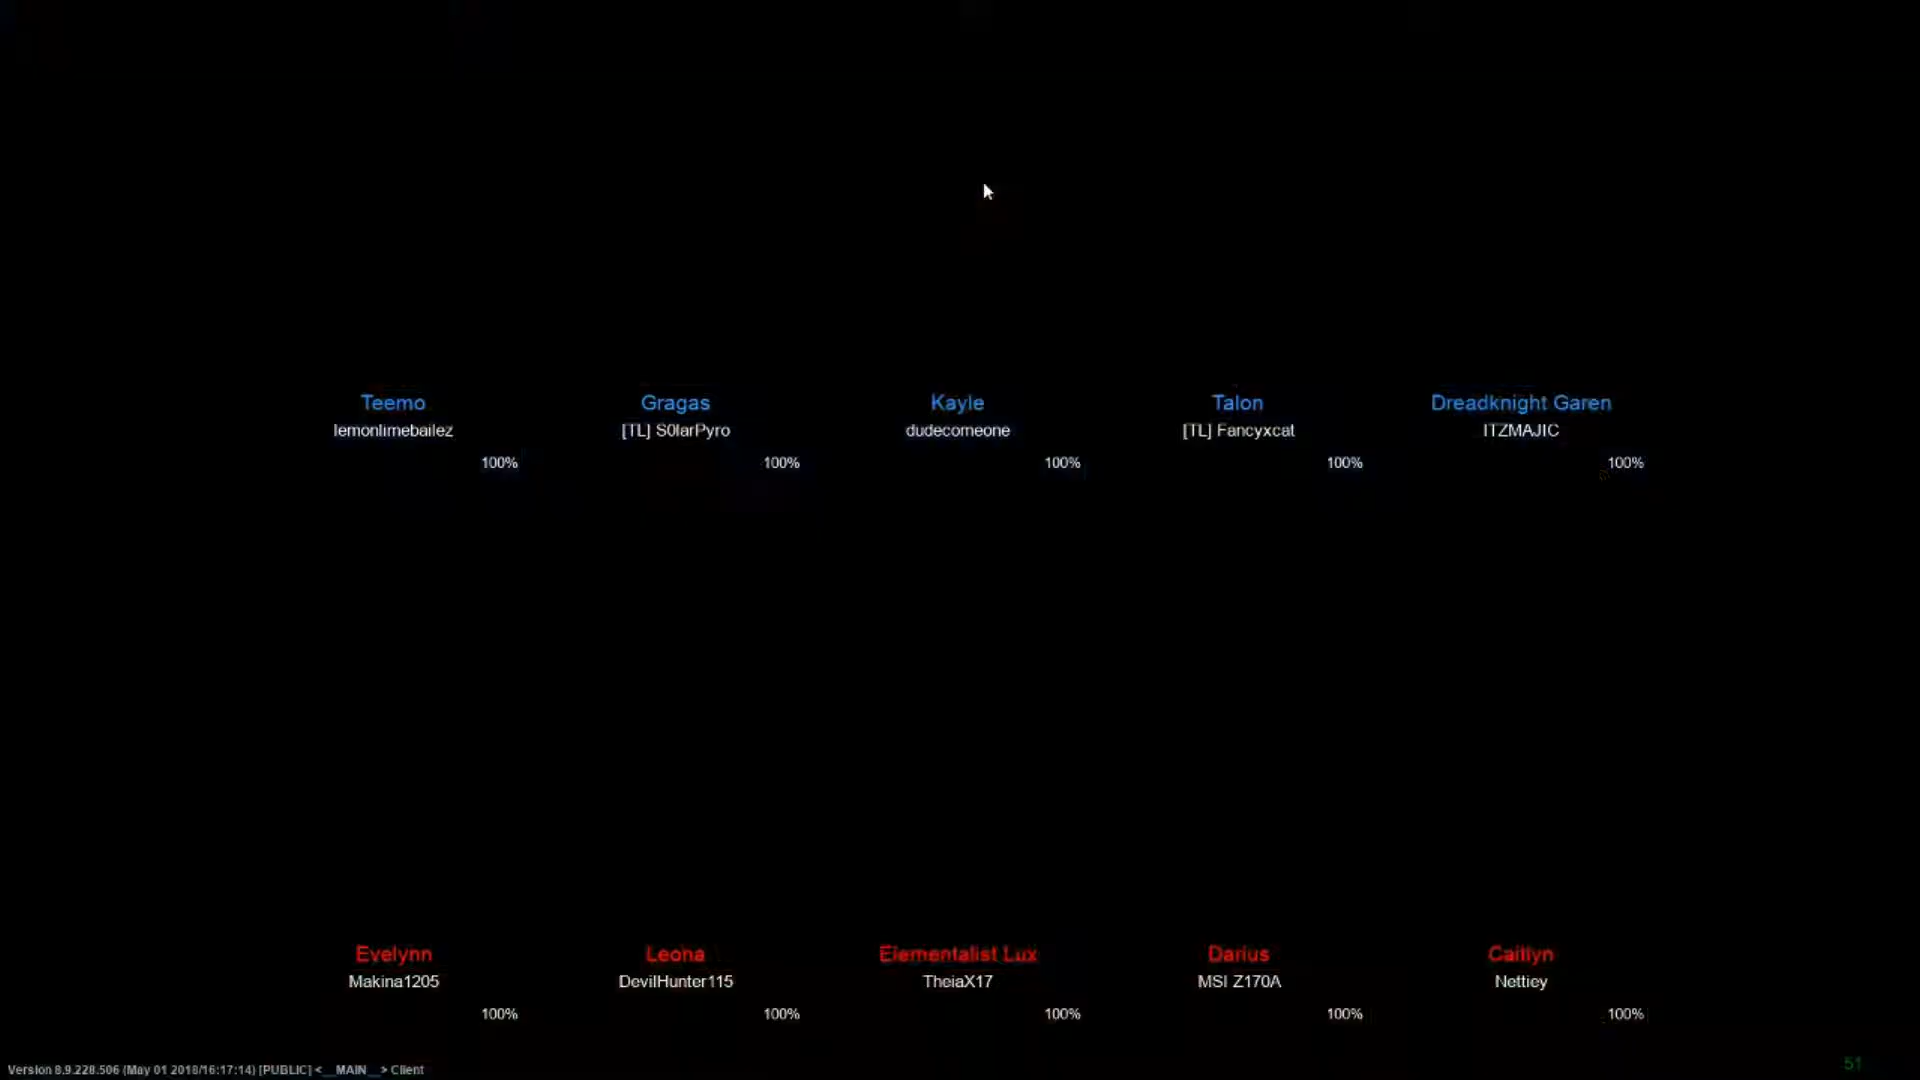 Teemo Gragas Kayle Talon Dreadknight Garen
lemonlimebailez [TL] S0larPyro dudecomeone [TL] Fancyxcat ITZMAJIC
100% 100% 100% 100% 100%
Evelynn Leona Elementalist Lux Darius Caitlyn
Makina1205 DevilHunter115 TheiaX17 MSI Z170A Nettiey
100% 100% 100% 100% 100%
Version 8.9.228.506 (May 01 2018/16:17:14) [PUBLIC] <__MAIN__> Client
51